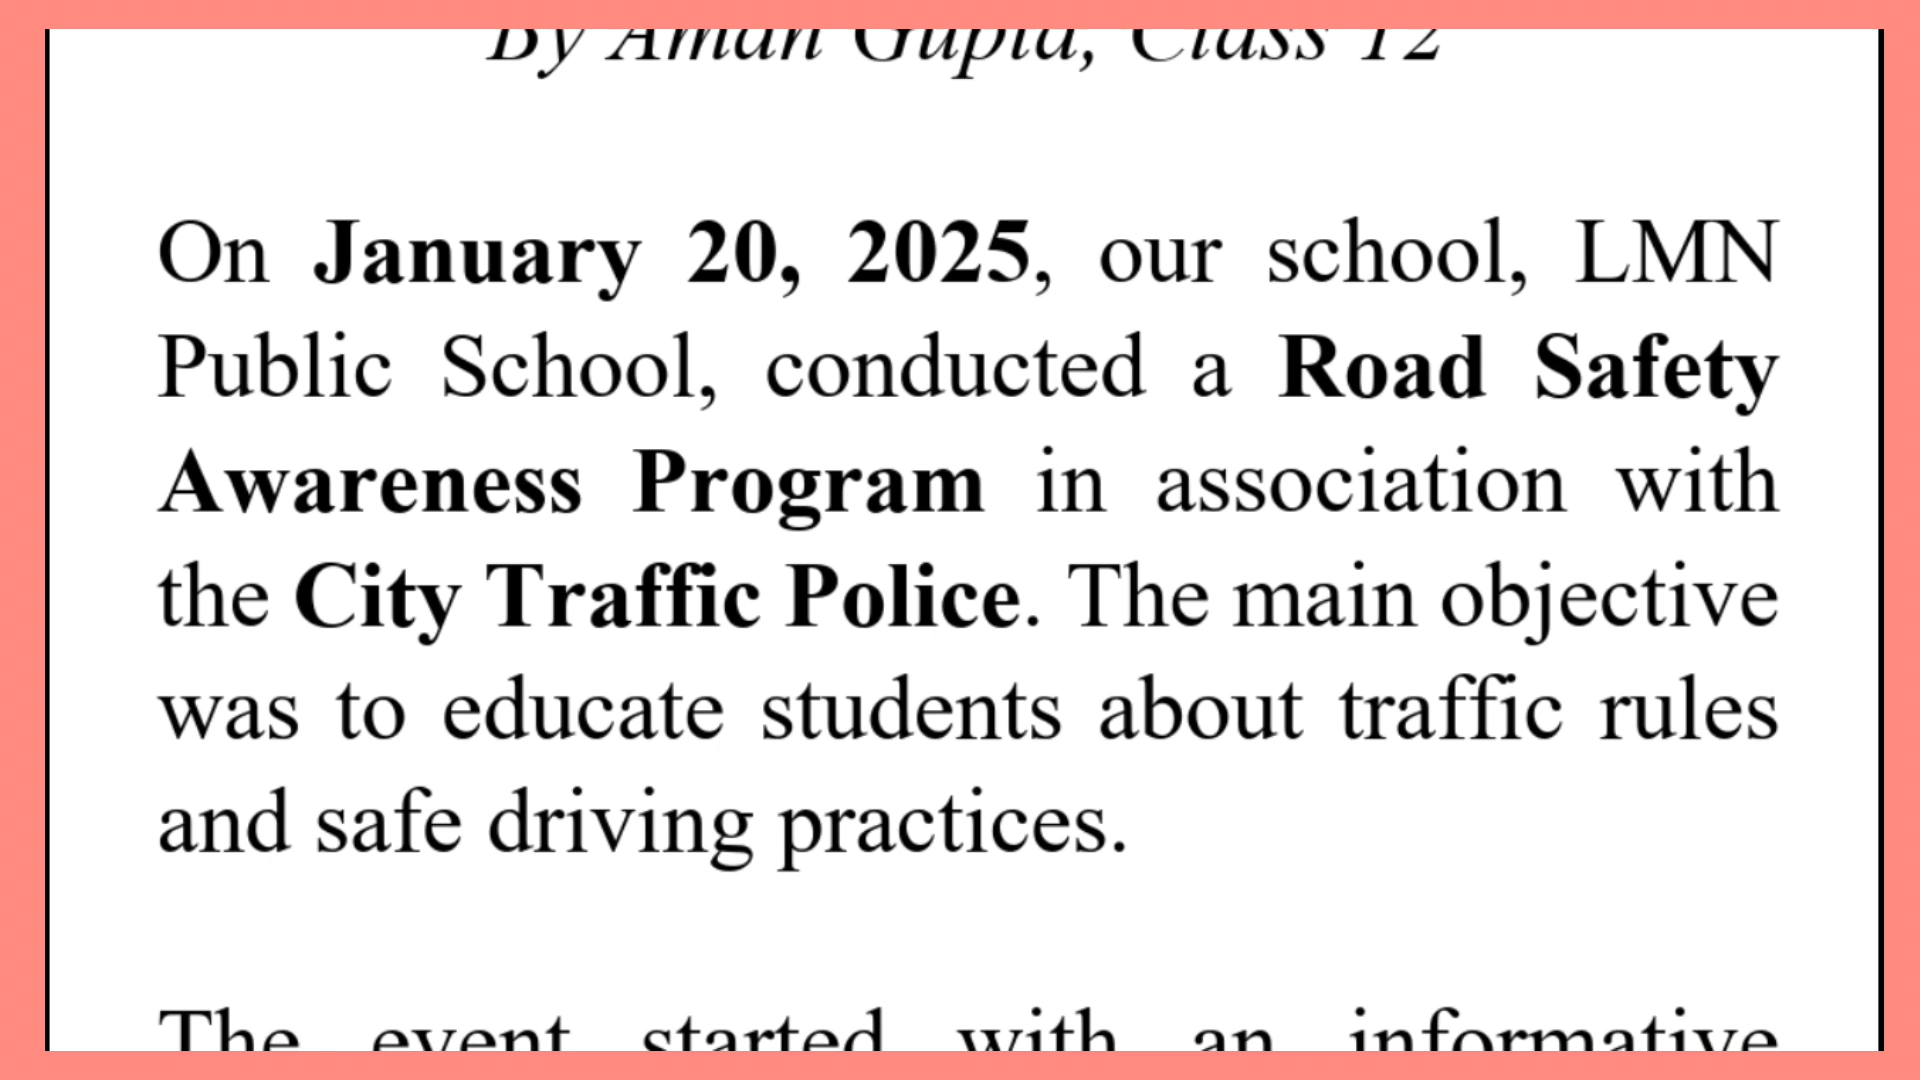 By Aman Gupta, Class 12
On January 20, 2025, our school, LMN
Public School, conducted a Road Safety
Awareness Program in association with
the City Traffic Police. The main objective
was to educate students about traffic rules
and safe driving practices.
The event started with an informative